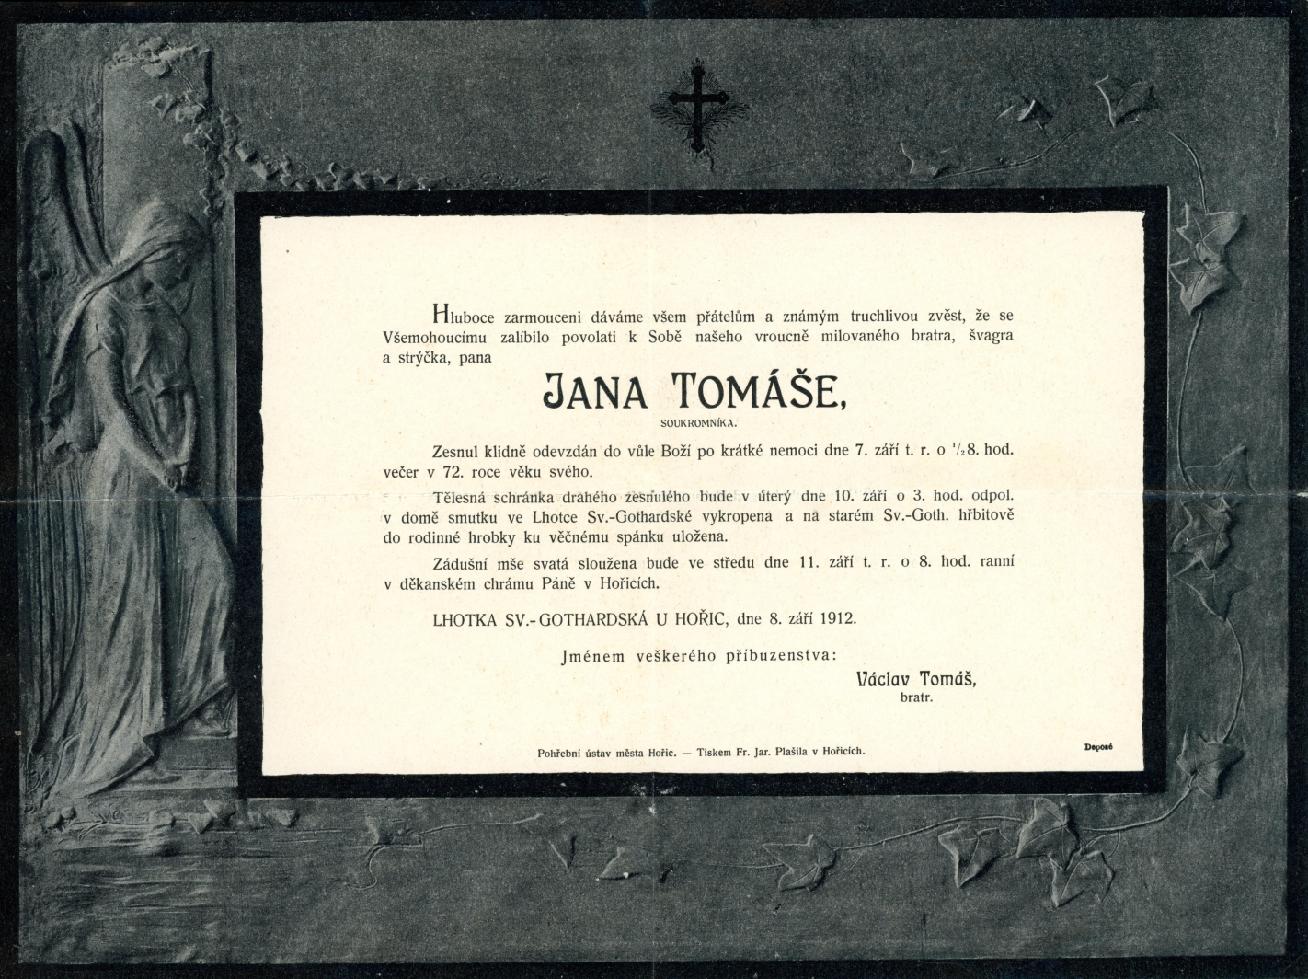 Hluboce zarmouceni dáváme všem přátelům a známým truchlivou zvěst, že se
Všemohoucímu zalíbilo povolati k Sobě našeho vroucně milovaného bratra, švagra
a strýčka, pana
JANA TOMÁŠE,
SOUKROMNÍKA.
Zesnul klidně odevzdán do vůle Boží po krátké nemoci dne 7. září t. r. o ½8. hod.
večer v 72. roce věku svého.
Tělesná schránka drahého zesnulého bude v úterý dne 10. září o 3. hod. odpol.
v domě smutku ve Lhotce Sv.-Gothardské vykropena a na starém Sv.-Goth. hřbitově
do rodinné hrobky ku věčnému spánku uložena.
Zádušní mše svatá sloužena bude ve středu dne 11. září t. r. o 8. hod. ranní
v děkanském chrámu Páně v Hořicích.
LHOTKA SV.-GOTHARDSKÁ U HOŘIC, dne 8. září 1912.
Jménem veškerého příbuzenstva:
Václav Tomáš,
bratr.
Pohřební ústav města Hořic. — Tiskem Fr. Jar. Plašila v Hořicích.
Deposé